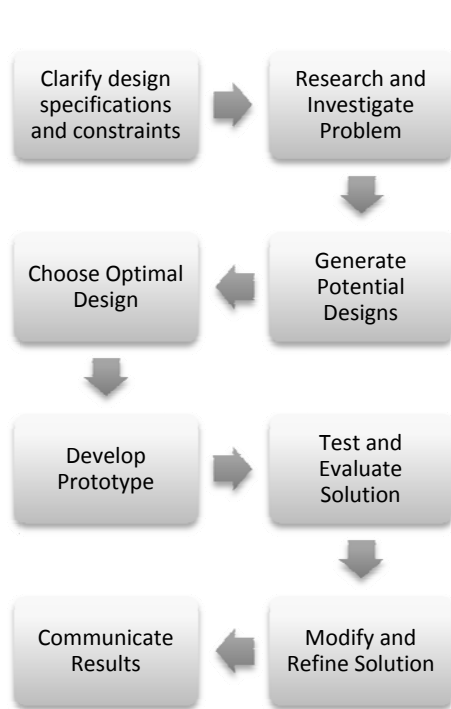 Clarify design
specifications
and constraints
Research and
Investigate
Problem
Generate
Potential
Designs
Choose Optimal
Design
Develop
Prototype
Test and
Evaluate
Solution
Modify and
Refine Solution
Communicate
Results